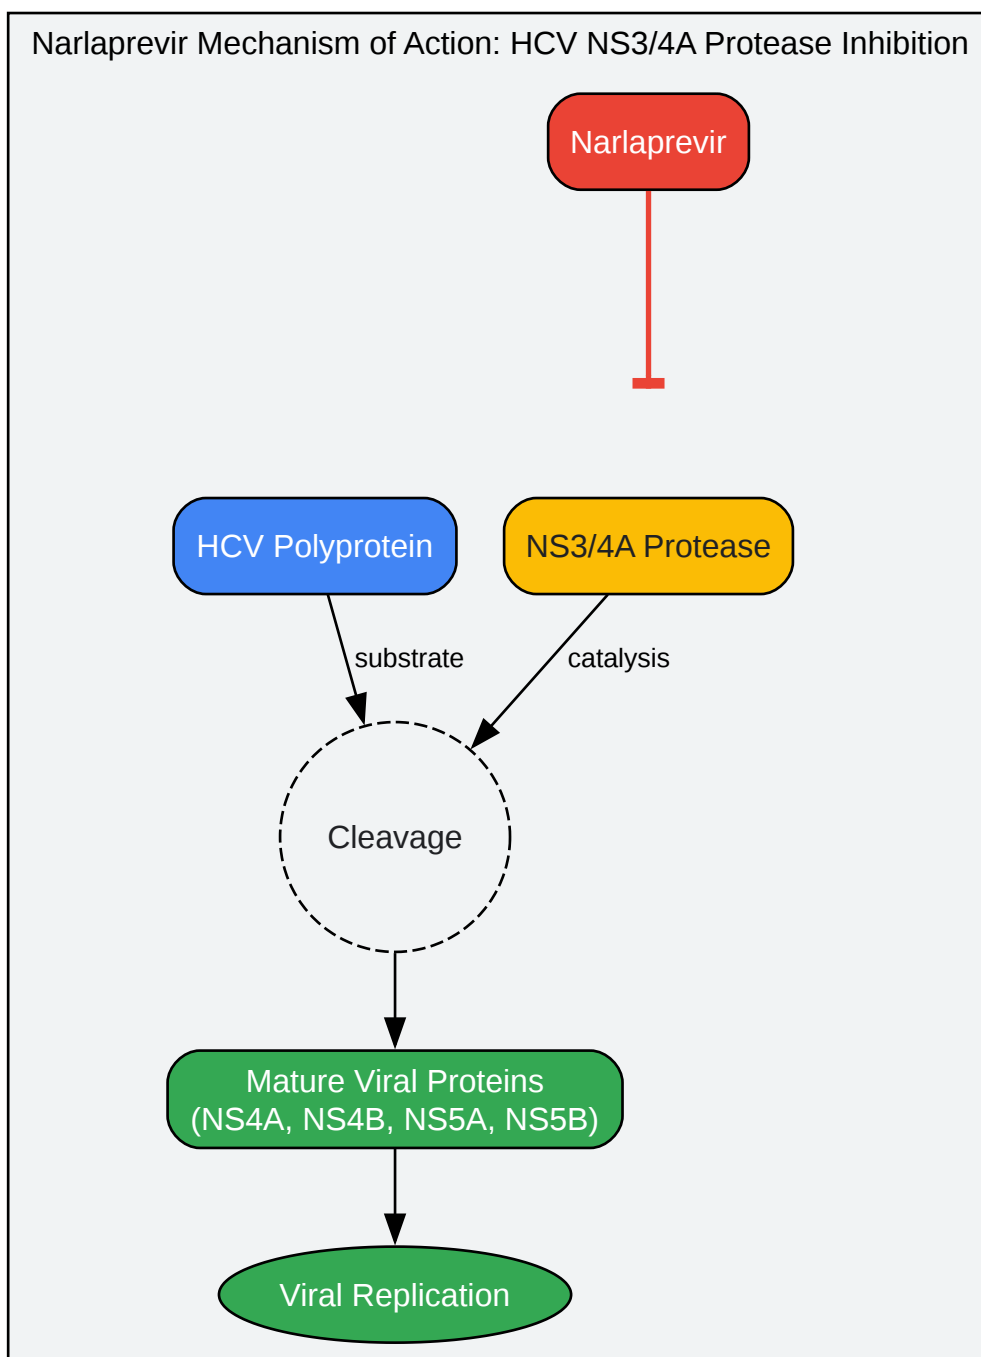 Narlaprevir Mechanism of Action: HCV NS3/4A Protease Inhibition
Narlaprevir
HCV Polyprotein
NS3/4A Protease
substrate
catalysis
Cleavage
Mature Viral Proteins
(NS4A, NS4B, NS5A, NS5B)
Viral Replication